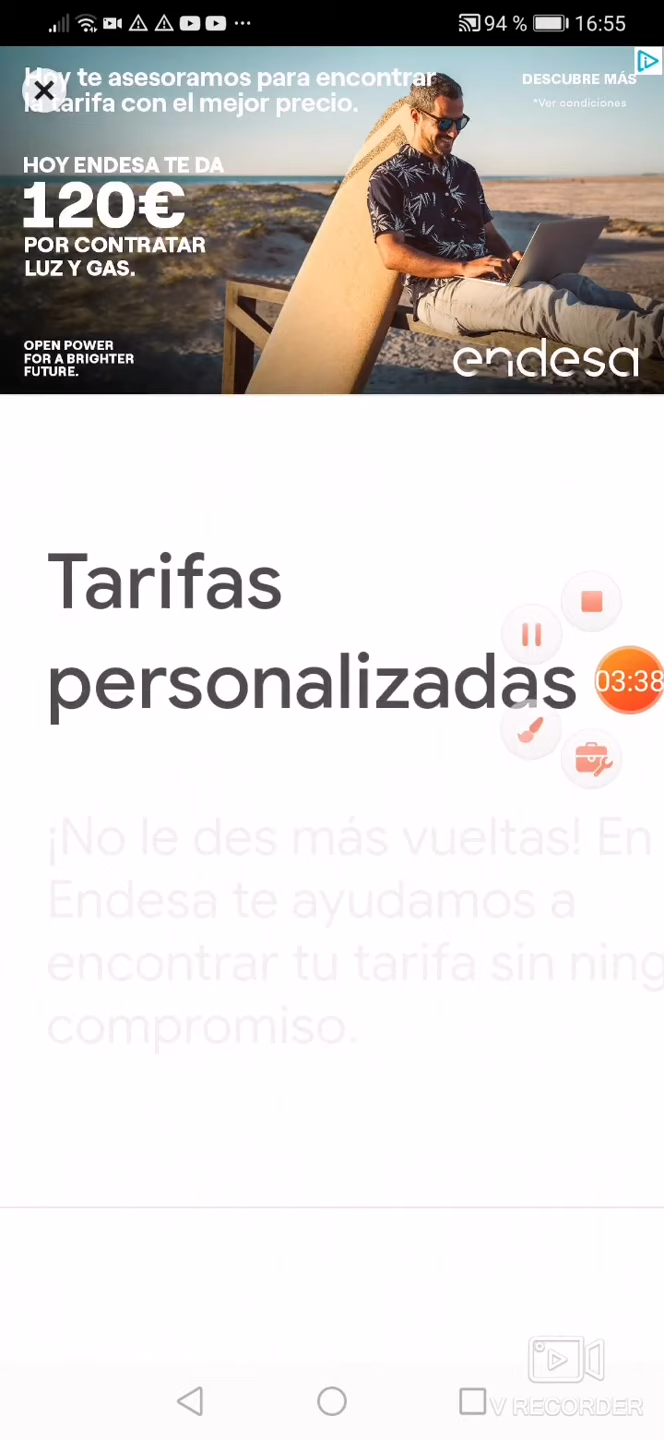 94 % 16:55
Hoy te asesoramos para encontrar
la tarifa con el mejor precio.
DESCUBRE MÁS
*Ver condiciones
HOY ENDESA TE DA
120€
POR CONTRATAR
LUZ Y GAS.
OPEN POWER
FOR A BRIGHTER
FUTURE.
endesa
Tarifas
personalizadas
03:38
¡No le des más vueltas! En
Endesa te ayudamos a
encontrar tu tarifa sin ning
compromiso.
V RECORDER